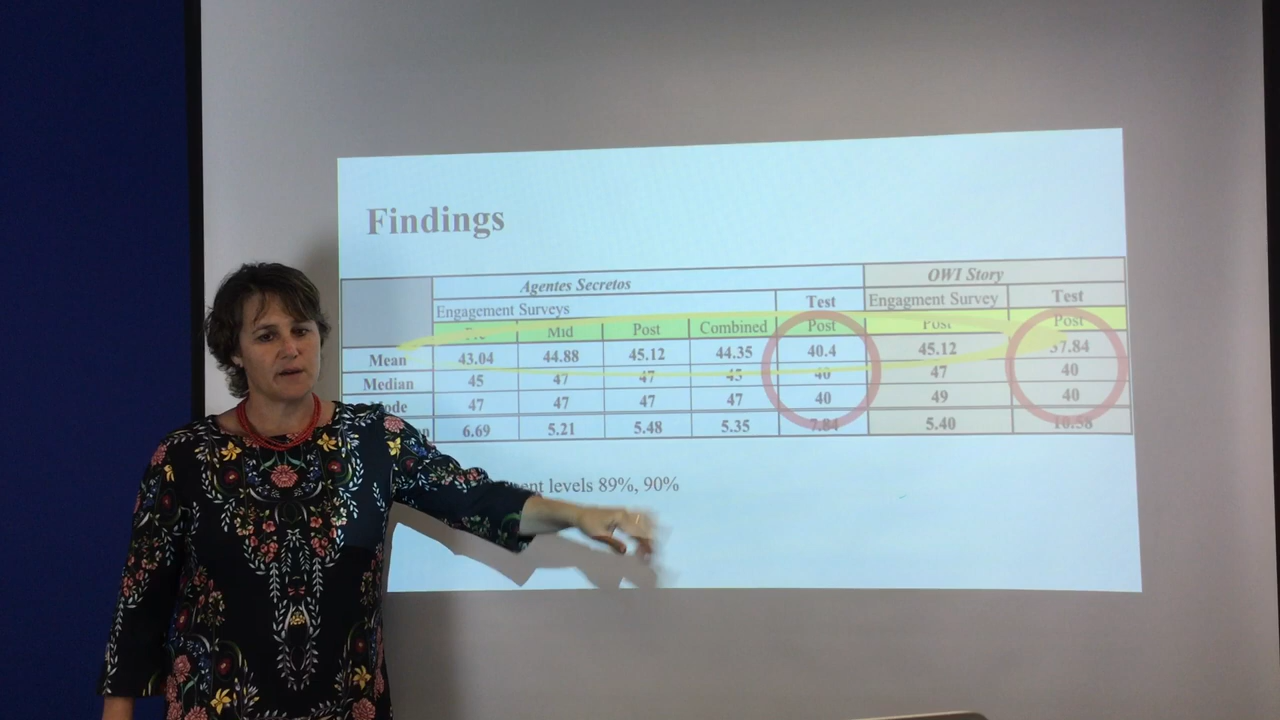 Findings
Agentes Secretos OWI Story
Engagement Surveys Test Engagment Survey Test
Mid Post Combined Post Post Post
Mean 43.04 44.88 45.12 44.35 40.4 45.12 37.84
Median 45 47 47 45 40 47 40
Mode 47 47 47 47 40 49 40
6.69 5.21 5.48 5.35 7.84 5.40 10.58
levels 89%, 90%